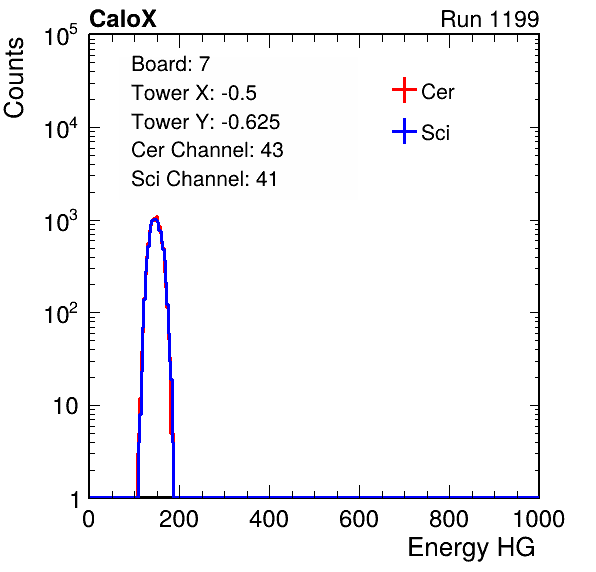 CaloX Run 1199
Counts
10^5
10^4
10^3
10^2
10
1
Board: 7
Tower X: -0.5
Tower Y: -0.625
Cer Channel: 43
Sci Channel: 41
Cer
Sci
0 200 400 600 800 1000
Energy HG